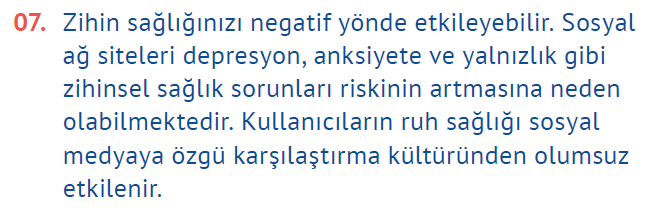 07. Zihin sağlığınızı negatif yönde etkileyebilir. Sosyal
ağ siteleri depresyon, anksiyete ve yalnızlık gibi
zihinsel sağlık sorunları riskinin artmasına neden
olabilmektedir. Kullanıcıların ruh sağlığı sosyal
medyaya özgü karşılaştırma kültüründen olumsuz
etkilenir.